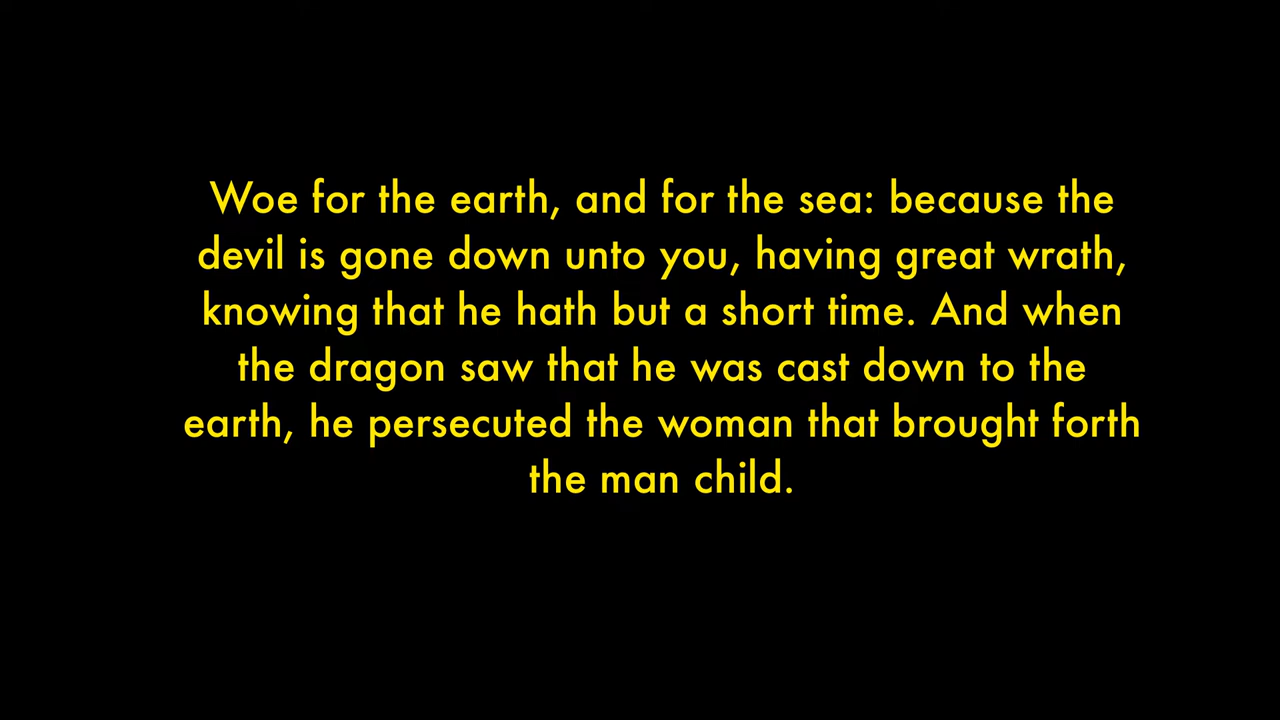 Woe for the earth, and for the sea: because the
devil is gone down unto you, having great wrath,
knowing that he hath but a short time. And when
the dragon saw that he was cast down to the
earth, he persecuted the woman that brought forth
the man child.